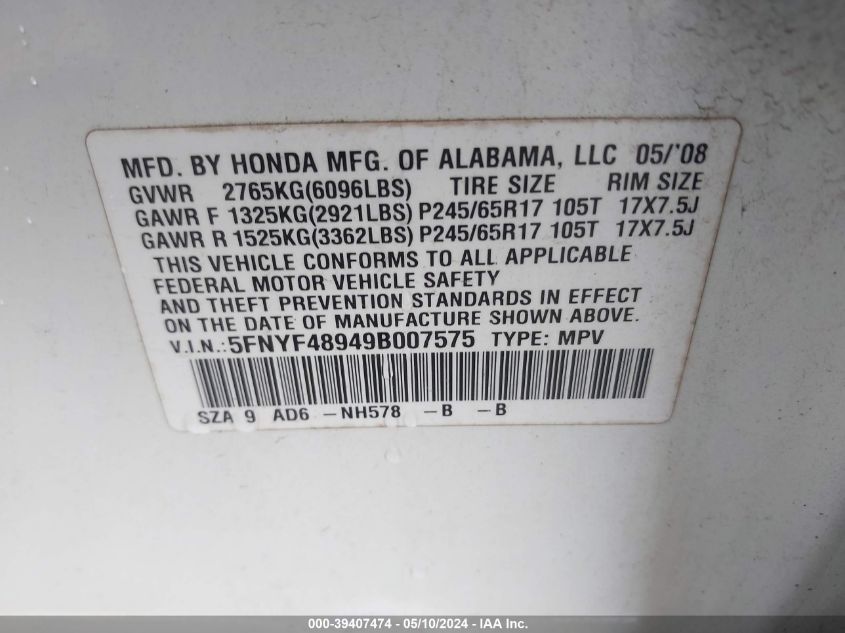 MFD. BY HONDA MFG. OF ALABAMA, LLC 05/'08
GVWR 2765KG(6096LBS) TIRE SIZE RIM SIZE
GAWR F 1325KG(2921LBS) P245/65R17 105T 17X7.5J
GAWR R 1525KG(3362LBS) P245/65R17 105T 17X7.5J
THIS VEHICLE CONFORMS TO ALL APPLICABLE
FEDERAL MOTOR VEHICLE SAFETY
AND THEFT PREVENTION STANDARDS IN EFFECT
ON THE DATE OF MANUFACTURE SHOWN ABOVE.
V.I.N.:5FNYF48949B007575 TYPE: MPV
SZA 9 AD6 -NH578 -B -B
000-39407474 - 05/10/2024 - IAA Inc.